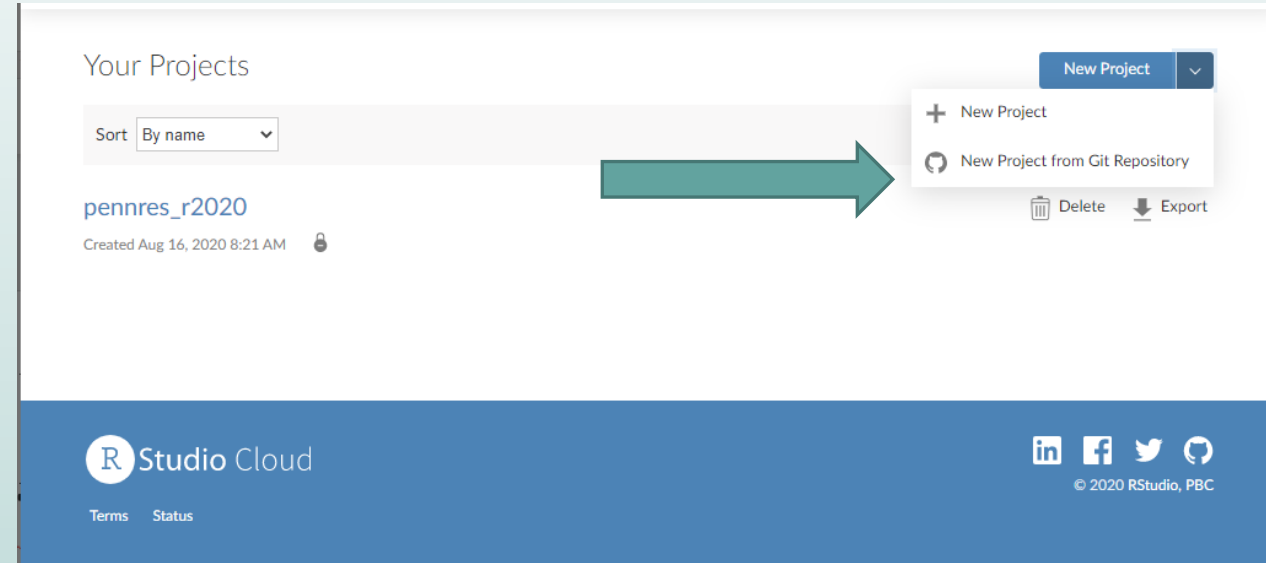 Your Projects
New Project
New Project
Sort By name
New Project from Git Repository
pennres_r2020
Delete Export
Created Aug 16, 2020 8:21 AM
R Studio Cloud
in f
© 2020 RStudio, PBC
Terms Status